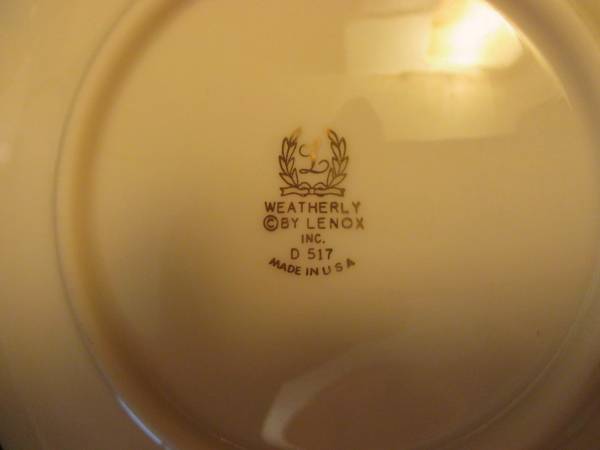 L
WEATHERLY
©BY LENOX
INC.
D 517
MADE IN USA